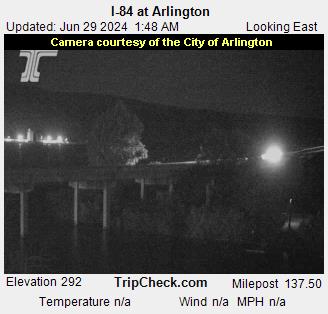 I-84 at Arlington
Updated: Jun 29 2024 1:48 AM Looking East
Camera courtesy of the City of Arlington
Elevation 292 TripCheck.com Milepost 137.50
Temperature n/a Wind n/a MPH n/a